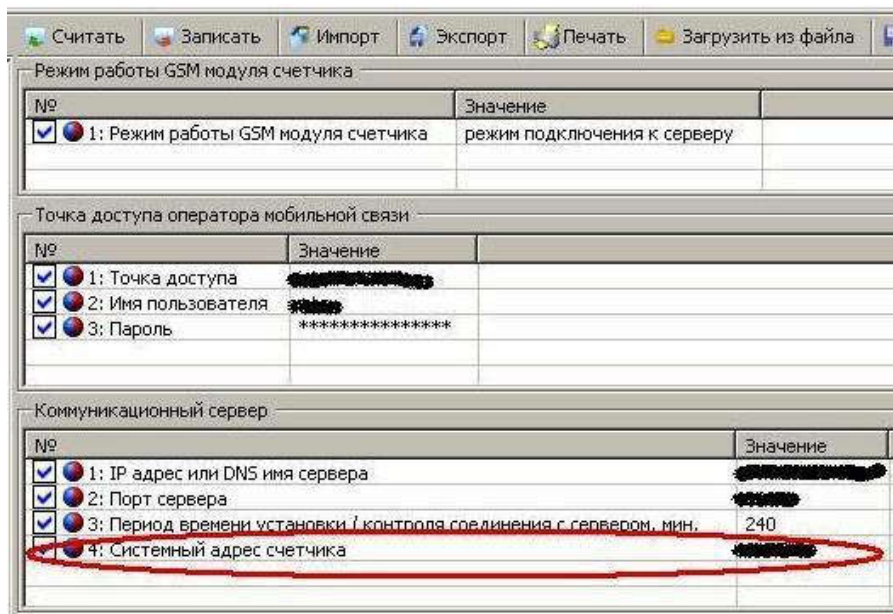 Считать Записать Импорт Экспорт Печать Загрузить из файла
Режим работы GSM модуля счетчика
№ Значение
1: Режим работы GSM модуля счетчика режим подключения к серверу
Точка доступа оператора мобильной связи
№ Значение
1: Точка доступа
2: Имя пользователя
3: Пароль ***************
Коммуникационный сервер
№ Значение
1: IP адрес или DNS имя сервера
2: Порт сервера
3: Период времени установки / контроля соединения с сервером, мин. 240
4: Системный адрес счетчика